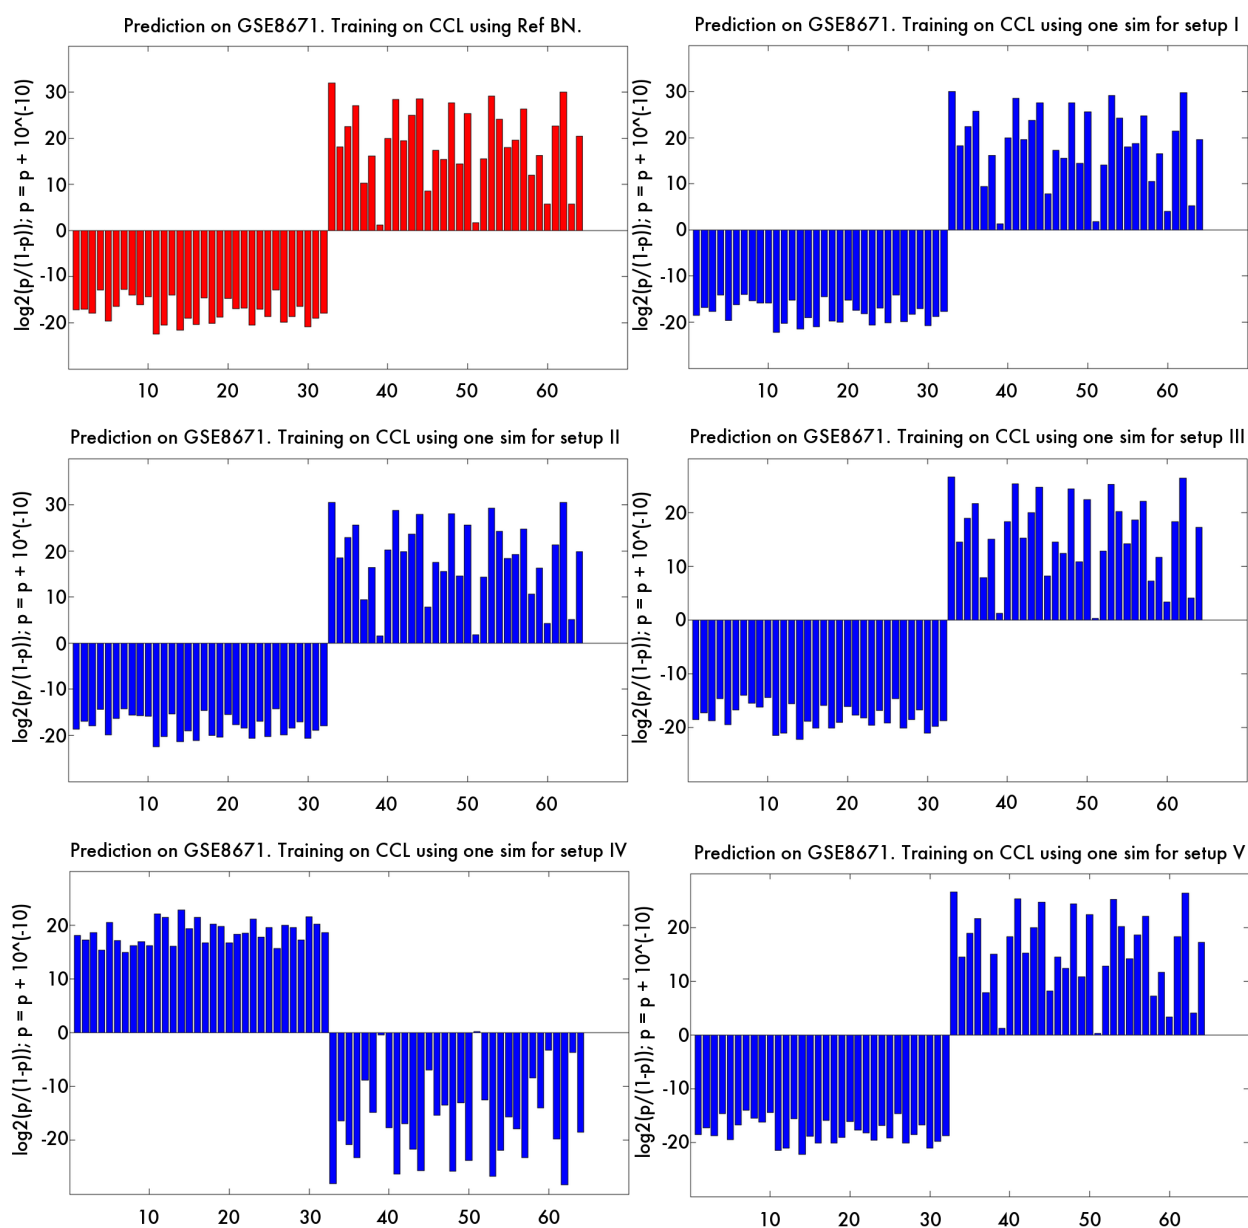 Prediction on GSE8671. Training on CCL using Ref BN.
log2(p/(1-p)); p = p + 10^(-10)
30
20
10
0
-10
-20
10 20 30 40 50 60
Prediction on GSE8671. Training on CCL using one sim for setup I
log2(p/(1-p)); p = p + 10^(-10)
30
20
10
0
-10
-20
10 20 30 40 50 60
Prediction on GSE8671. Training on CCL using one sim for setup II
log2(p/(1-p)); p = p + 10^(-10)
30
20
10
0
-10
-20
10 20 30 40 50 60
Prediction on GSE8671. Training on CCL using one sim for setup III
log2(p/(1-p)); p = p + 10^(-10)
20
10
0
-10
-20
10 20 30 40 50 60
Prediction on GSE8671. Training on CCL using one sim for setup IV
log2(p/(1-p)); p = p + 10^(-10)
20
10
0
-10
-20
10 20 30 40 50 60
Prediction on GSE8671. Training on CCL using one sim for setup V
log2(p/(1-p)); p = p + 10^(-10)
20
10
0
-10
-20
10 20 30 40 50 60